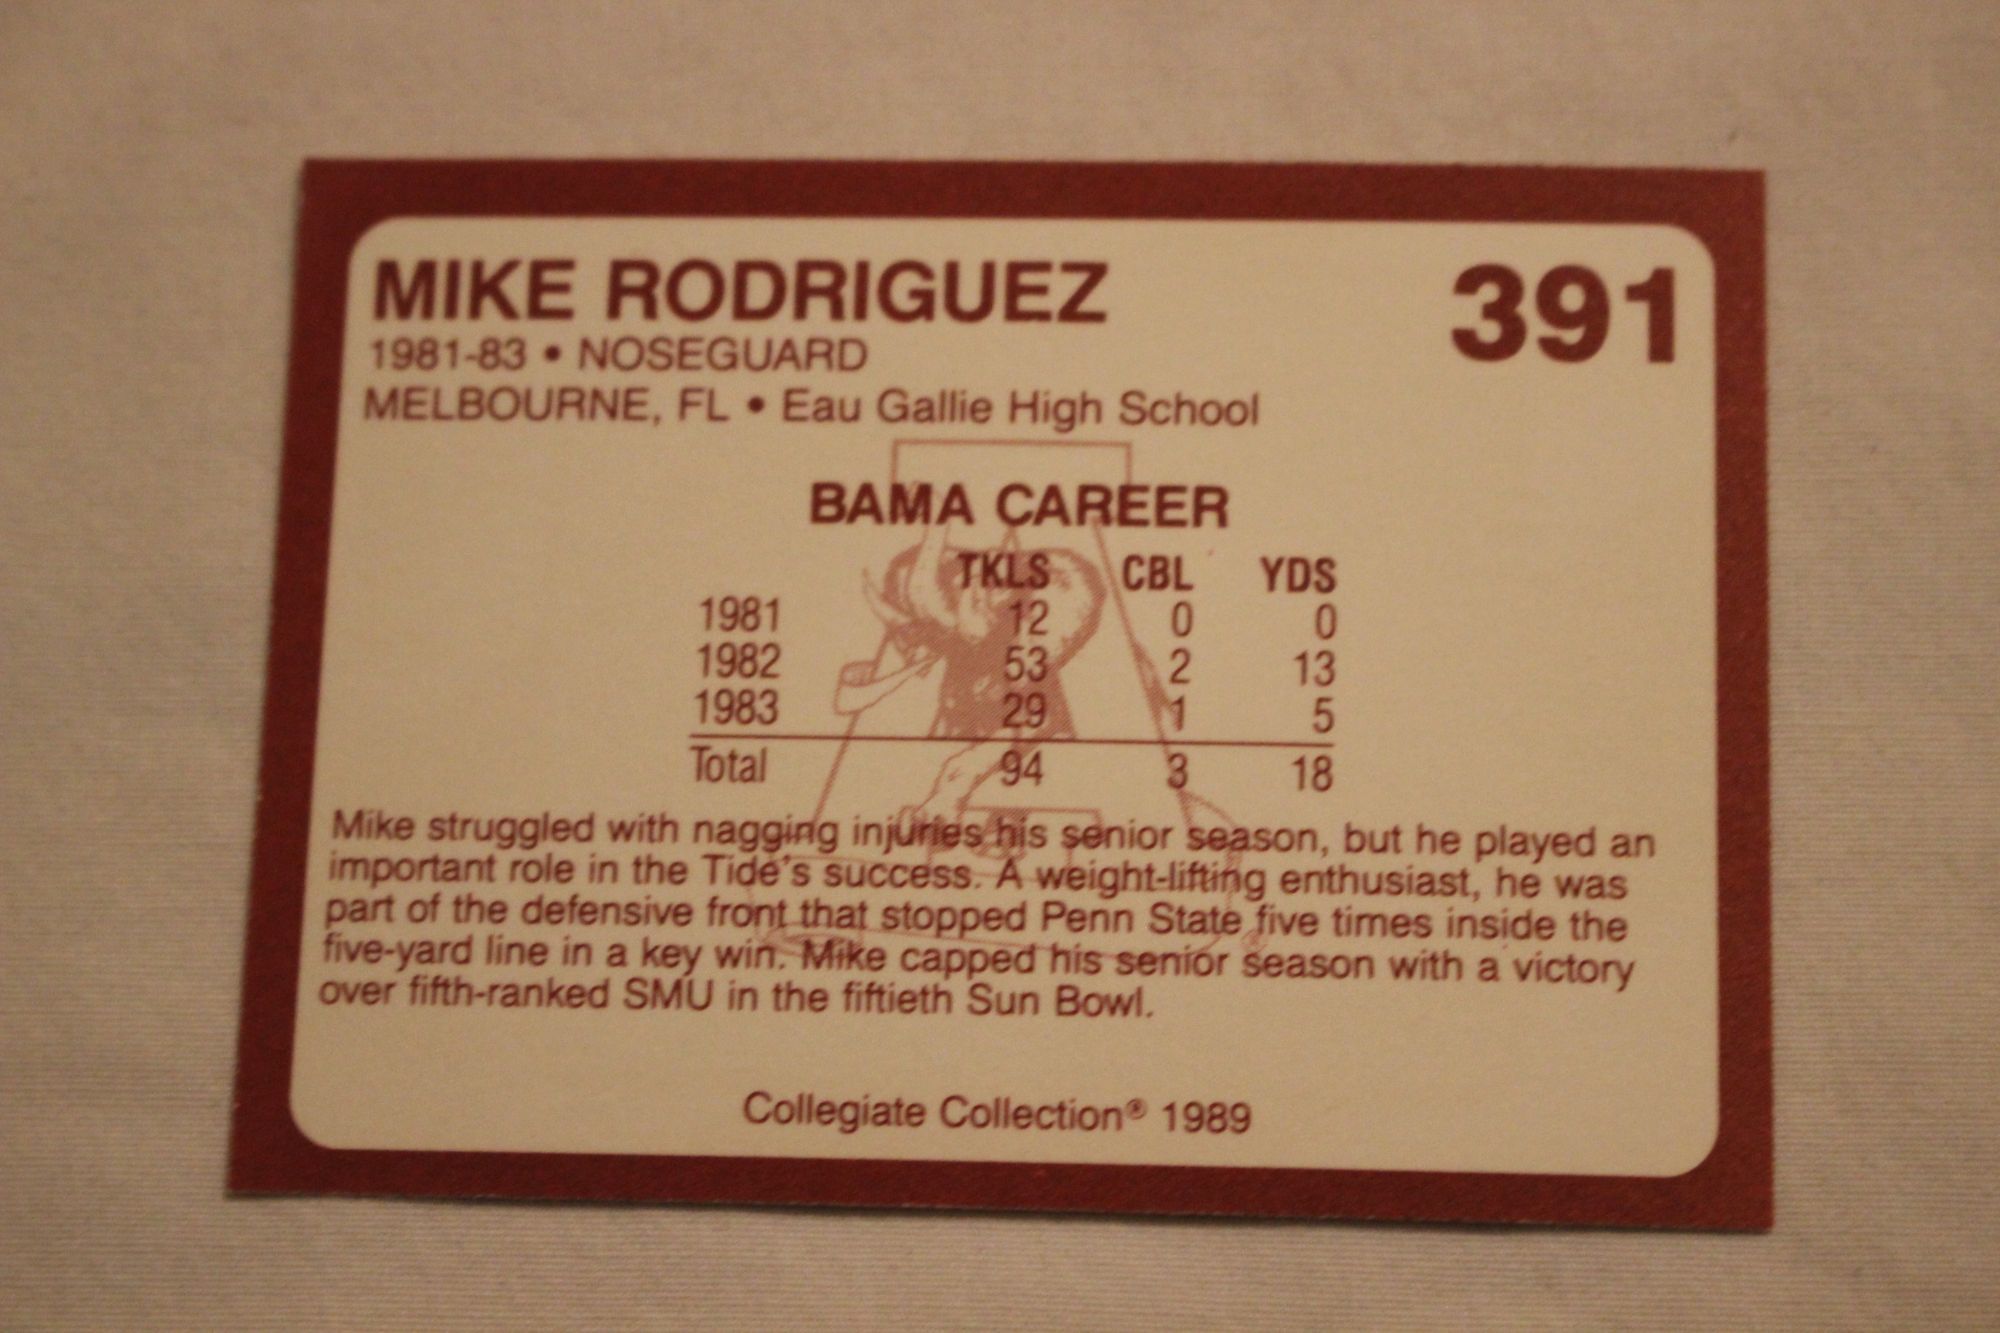 MIKE RODRIGUEZ 391
1981-83 • NOSEGUARD
MELBOURNE, FL • Eau Gallie High School
BAMA CAREER
TKLS CBL YDS
1981 12 0 0
1982 53 2 13
1983 29 1 5
Total 94 3 18
Mike struggled with nagging injuries his senior season, but he played an
important role in the Tide's success. A weight-lifting enthusiast, he was
part of the defensive front that stopped Penn State five times inside the
five-yard line in a key win. Mike capped his senior season with a victory
over fifth-ranked SMU in the fiftieth Sun Bowl.
Collegiate Collection® 1989